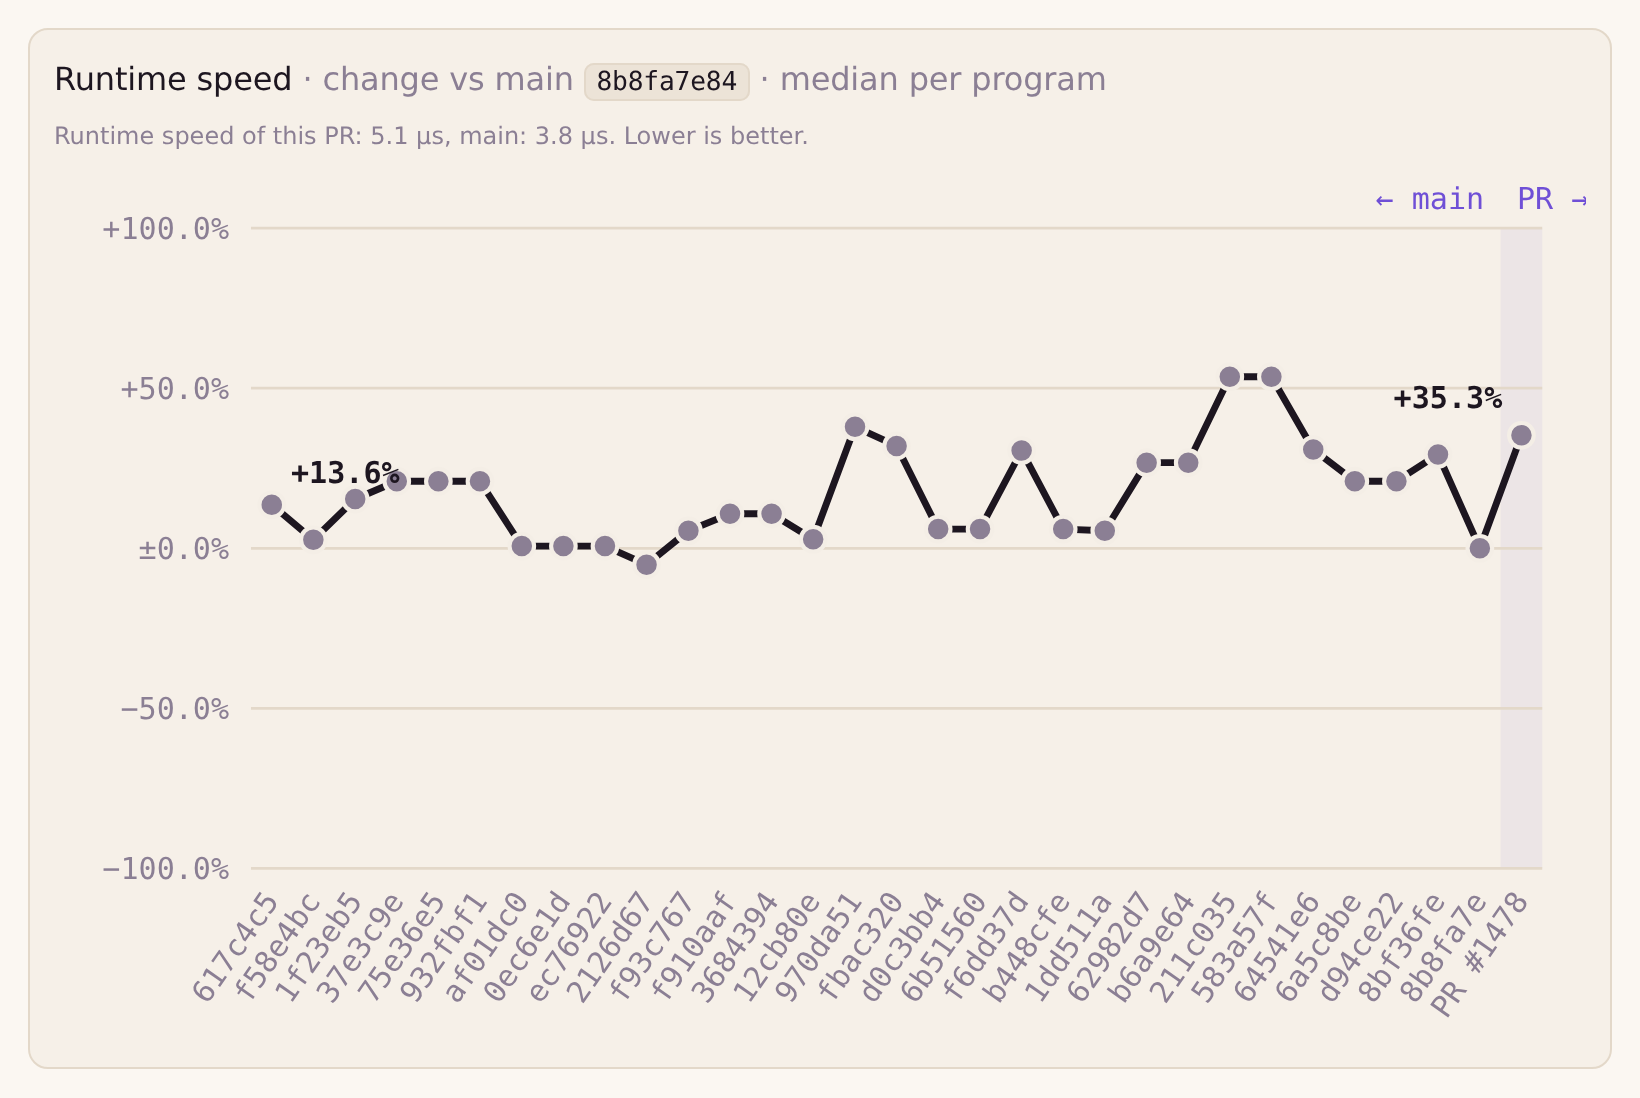 Runtime speed · change vs main 8b8fa7e84 · median per program
Runtime speed of this PR: 5.1 µs, main: 3.8 µs. Lower is better.
← main PR →
+100.0%
+50.0%
±0.0%
−50.0%
−100.0%
+13.6%
+35.3%
617c4c5
f58e4bc
1f23eb5
37e3c9e
75e36e5
932fbf1
af01dc0
0ec6e1d
ec76922
2126d67
f93c767
f910aaf
3684394
12cb80e
970da51
fbac320
d0c3bb4
6b51560
f6dd37d
b448cfe
1dd511a
62982d7
b6a9e64
211c035
583a57f
64541e6
6a5c8be
d94ce22
8bf36fe
8b8fa7e
PR #1478